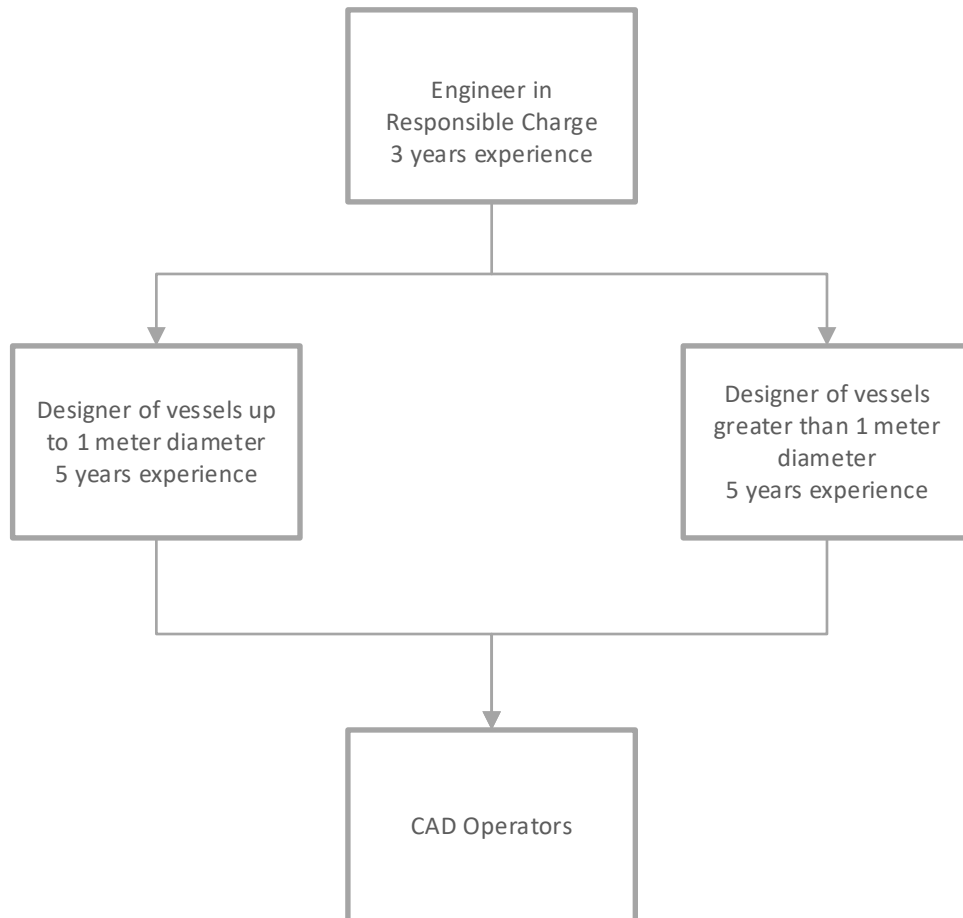 Engineer in
Responsible Charge
3 years experience
Designer of vessels up
to 1 meter diameter
5 years experience
Designer of vessels
greater than 1 meter
diameter
5 years experience
CAD Operators